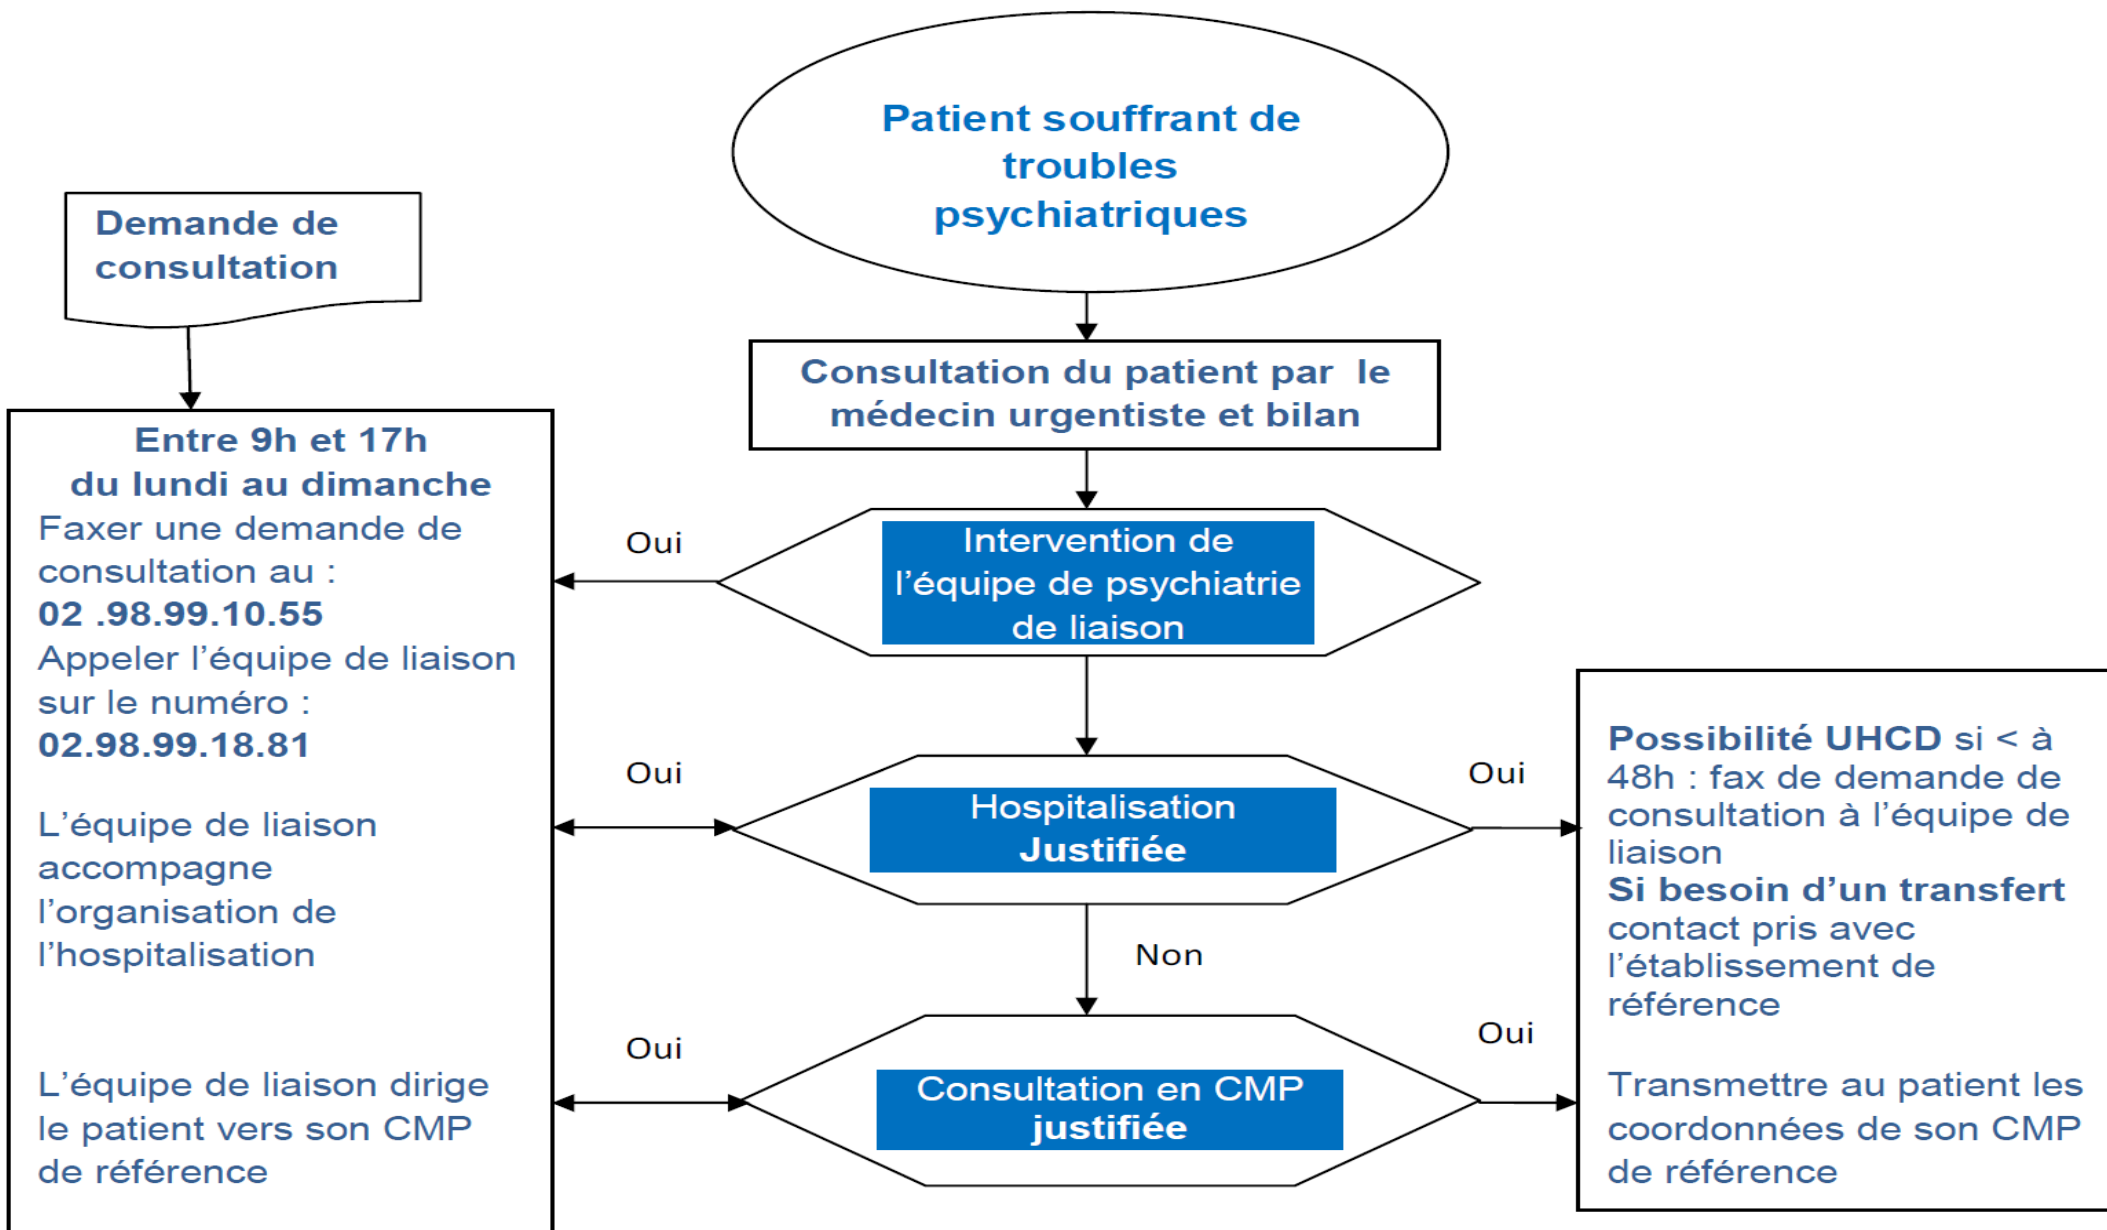 Patient souffrant de
troubles
psychiatriques
Demande de
consultation
Consultation du patient par le
médecin urgentiste et bilan
Entre 9h et 17h
du lundi au dimanche
Faxer une demande de
consultation au :
02 .98.99.10.55
Appeler l’équipe de liaison
sur le numéro :
02.98.99.18.81
L’équipe de liaison
accompagne
l’organisation de
l’hospitalisation
L’équipe de liaison dirige
le patient vers son CMP
de référence
Oui
Intervention de
l’équipe de psychiatrie
de liaison
Oui
Hospitalisation
Justifiée
Oui
Non
Oui
Consultation en CMP
justifiée
Oui
Possibilité UHCD si < à
48h : fax de demande de
consultation à l’équipe de
liaison
Si besoin d’un transfert
contact pris avec
l’établissement de
référence
Transmettre au patient les
coordonnées de son CMP
de référence